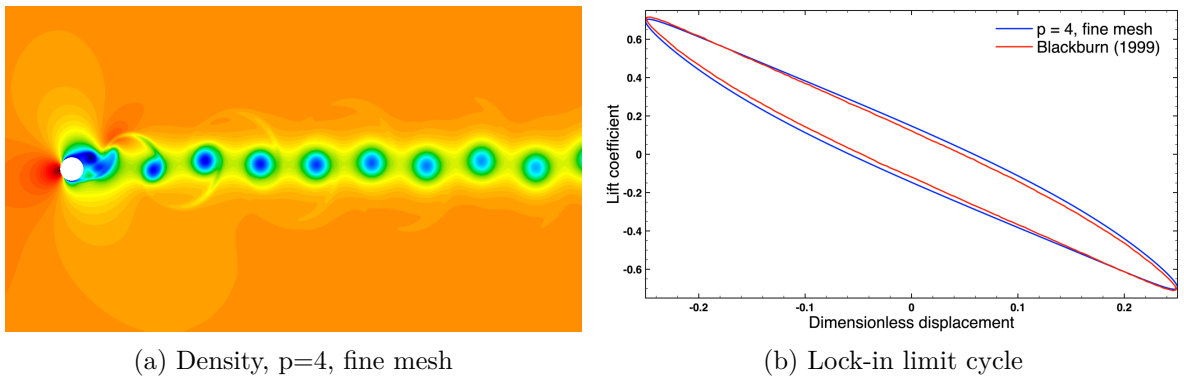 p = 4, fine mesh
Blackburn (1999)
0.6
0.4
0.2
0
-0.2
-0.4
-0.6
Lift coefficient
-0.2
-0.1
0
0.1
0.2
Dimensionless displacement
(a) Density, p=4, fine mesh
(b) Lock-in limit cycle